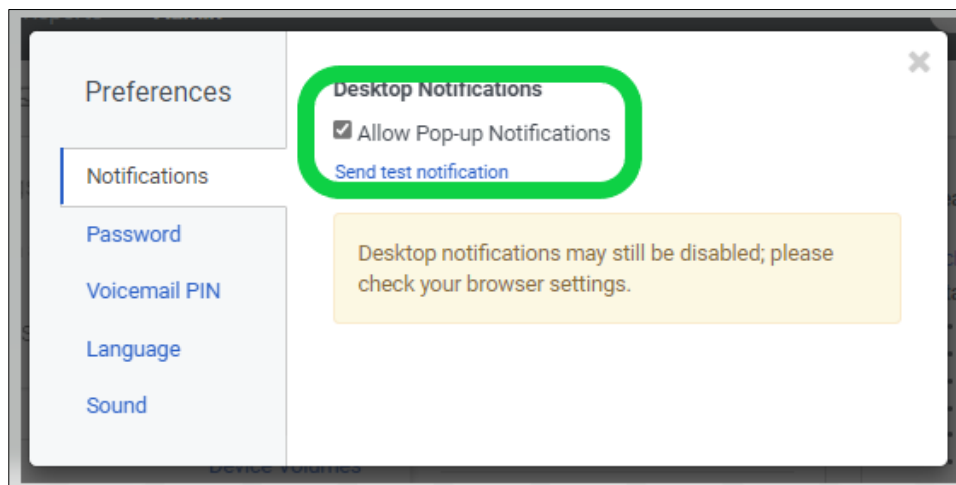 Preferences
Notifications
Password
Voicemail PIN
Language
Sound
Desktop Notifications
Allow Pop-up Notifications
Send test notification
Desktop notifications may still be disabled; please
check your browser settings.
Device Volumes